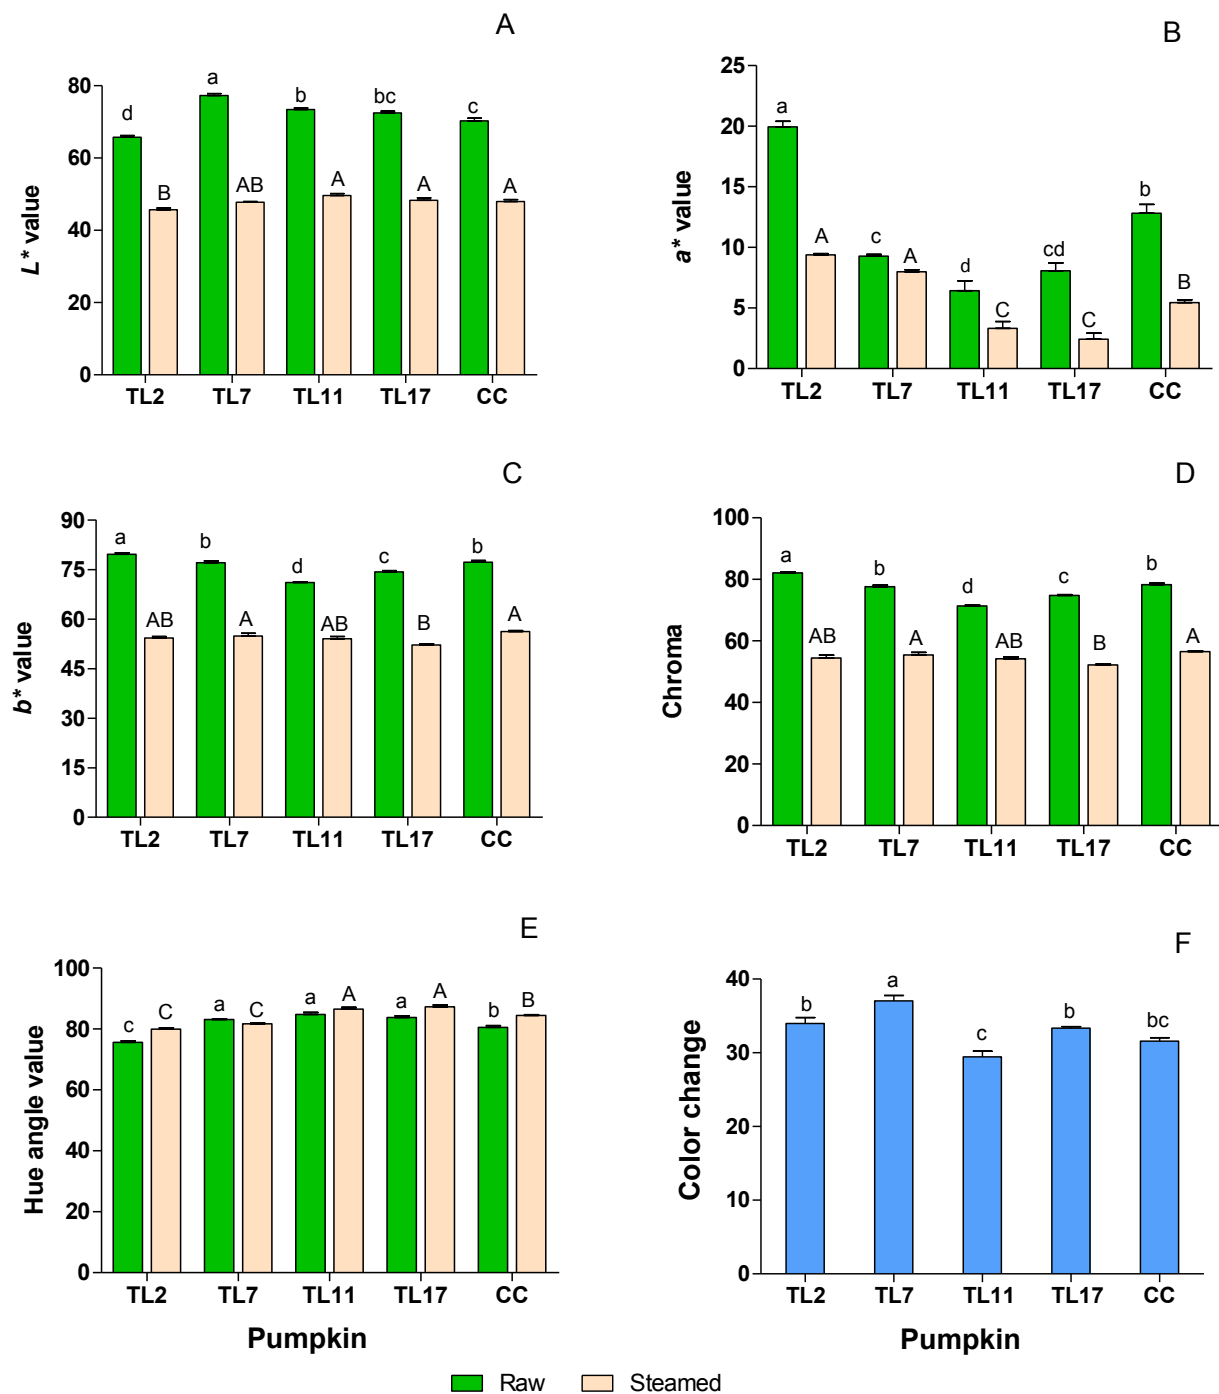 A
L* value
80
60
40
20
0
d
B
a
AB
b
A
bc
A
c
A
TL2 TL7 TL11 TL17 CC
B
a* value
25
20
15
10
5
0
a
A
c
A
d
C
cd
C
b
B
TL2 TL7 TL11 TL17 CC
C
b* value
90
75
60
45
30
15
0
a
AB
b
A
d
AB
c
B
b
A
TL2 TL7 TL11 TL17 CC
D
Chroma
100
80
60
40
20
0
a
AB
b
A
d
AB
c
B
b
A
TL2 TL7 TL11 TL17 CC
E
Hue angle value
100
80
60
40
20
0
c
C
a
C
a
A
a
A
b
B
TL2 TL7 TL11 TL17 CC
Pumpkin
F
Color change
40
30
20
10
0
b
a
c
b
bc
TL2 TL7 TL11 TL17 CC
Pumpkin
Raw Steamed